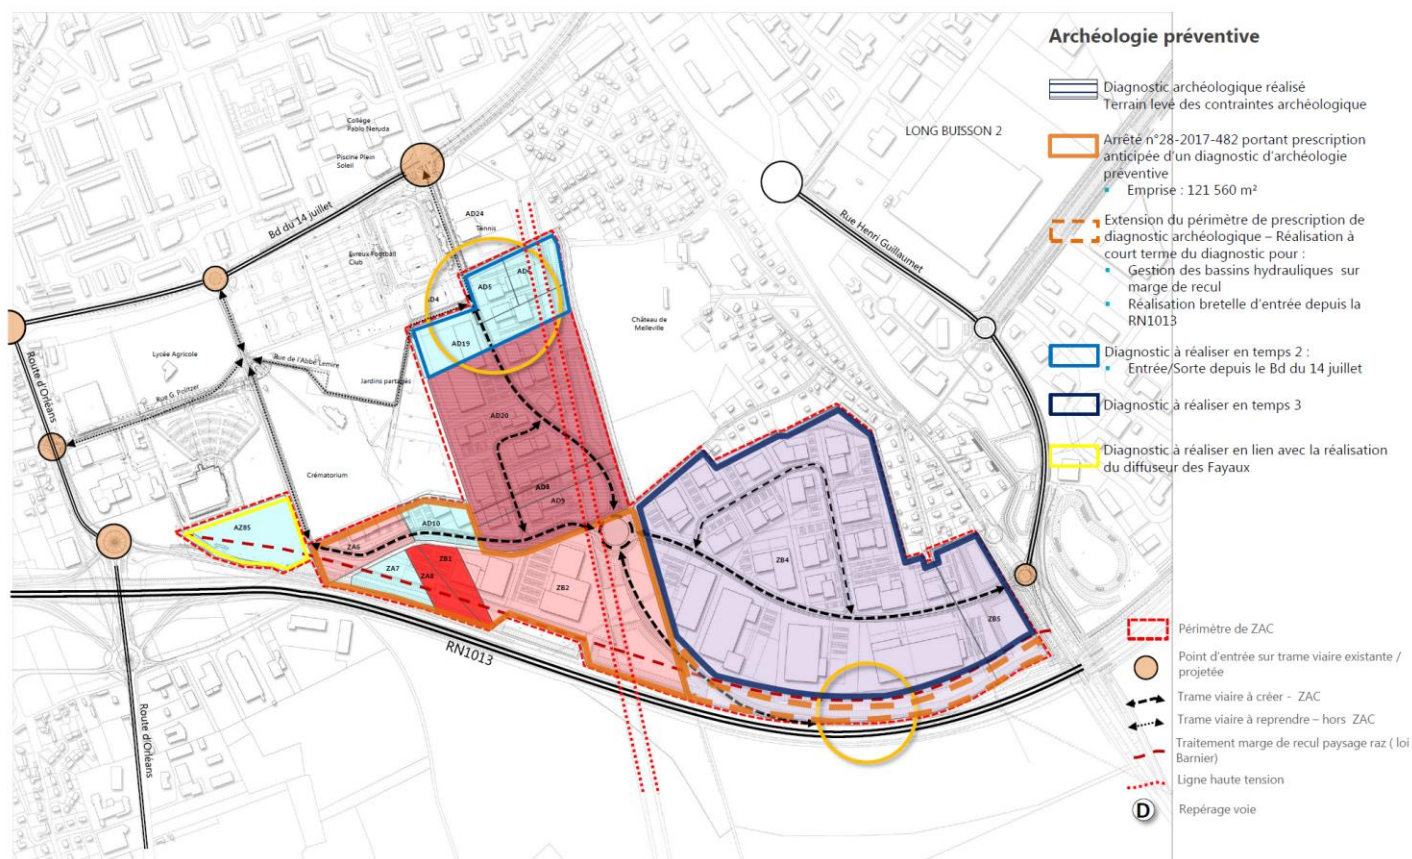 Archéologie préventive
Diagnostic archéologique réalisé
Terrain levé des contraintes archéologique
Arrêté n°28-2017-482 portant prescription
anticipée d'un diagnostic d'archéologie
préventive
Emprise : 121 560 m²
Extension du périmètre de prescription de
diagnostic archéologique – Réalisation à
court terme du diagnostic pour :
Gestion des bassins hydrauliques sur
marge de recul
Réalisation bretelle d'entrée depuis la
RN1013
Diagnostic à réaliser en temps 2 :
Entrée/Sorte depuis le Bd du 14 juillet
Diagnostic à réaliser en temps 3
Diagnostic à réaliser en lien avec la réalisation
du diffuseur des Fayaux
Périmètre de ZAC
Point d'entrée sur trame viaire existante /
projetée
Trame viaire à créer - ZAC
Trame viaire à reprendre – hors ZAC
Traitement marge de recul paysage raz ( loi
Barnier)
Ligne haute tension
D
Repérage voie
Collège
Pablo Neruda
Piscine Plein
Soleil
LONG BUISSON 2
Bd du 14 juillet
AD24
Tennis
Rue Henri Guillaumet
Evreux Football
Club
AD5
AD4
Château de
Melleville
AD19
Lycée Agricole
Rue de l'Abbé Lemire
Route d'Orléans
Jardins partagés
Rue G. Politzer
AD20
Crématorium
AD8
AD9
AZ85
AD10
ZA6
ZA7
ZA8
ZB1
ZB2
ZB4
ZB5
RN1013
Route d'Orléans